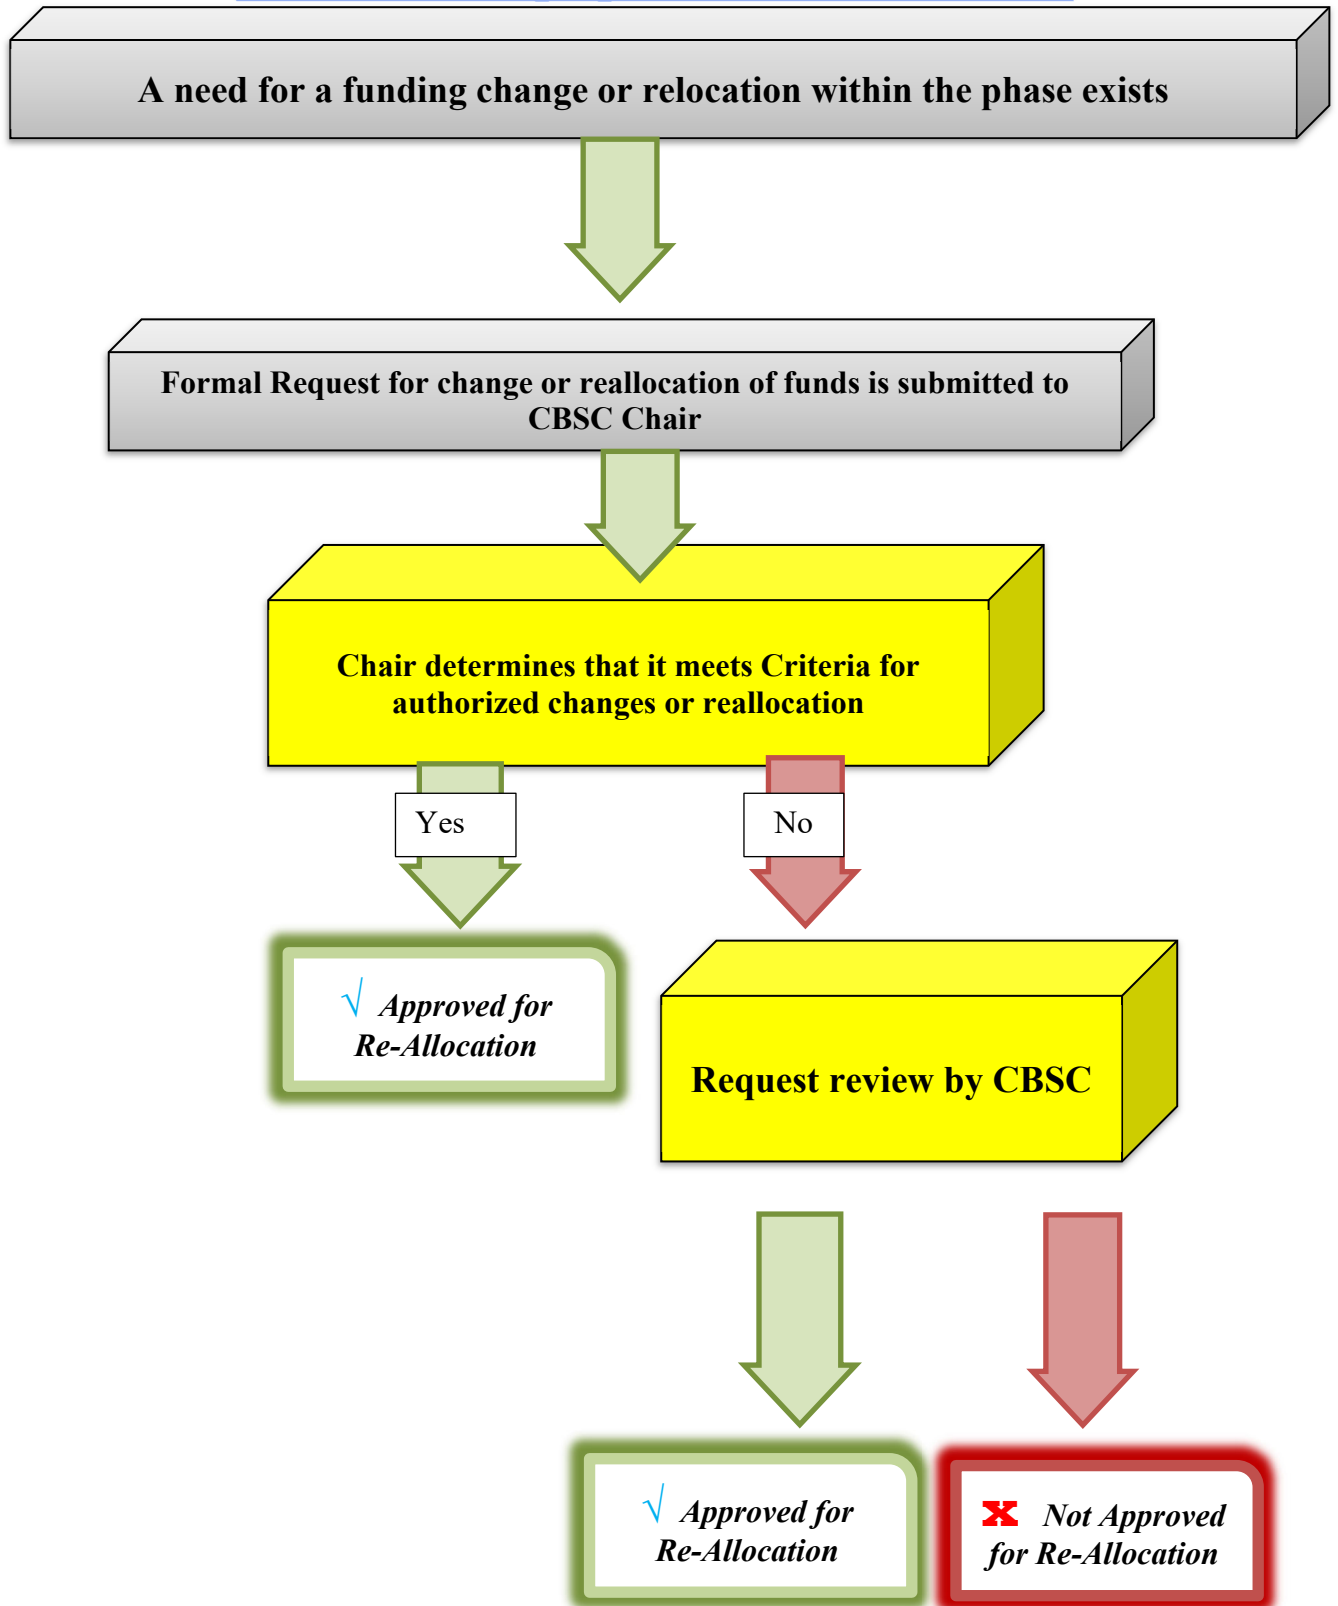 A need for a funding change or relocation within the phase exists
Formal Request for change or reallocation of funds is submitted to
CBSC Chair
Chair determines that it meets Criteria for
authorized changes or reallocation
Yes
No
√ Approved for
Re-Allocation
Request review by CBSC
√ Approved for
Re-Allocation
X Not Approved
for Re-Allocation